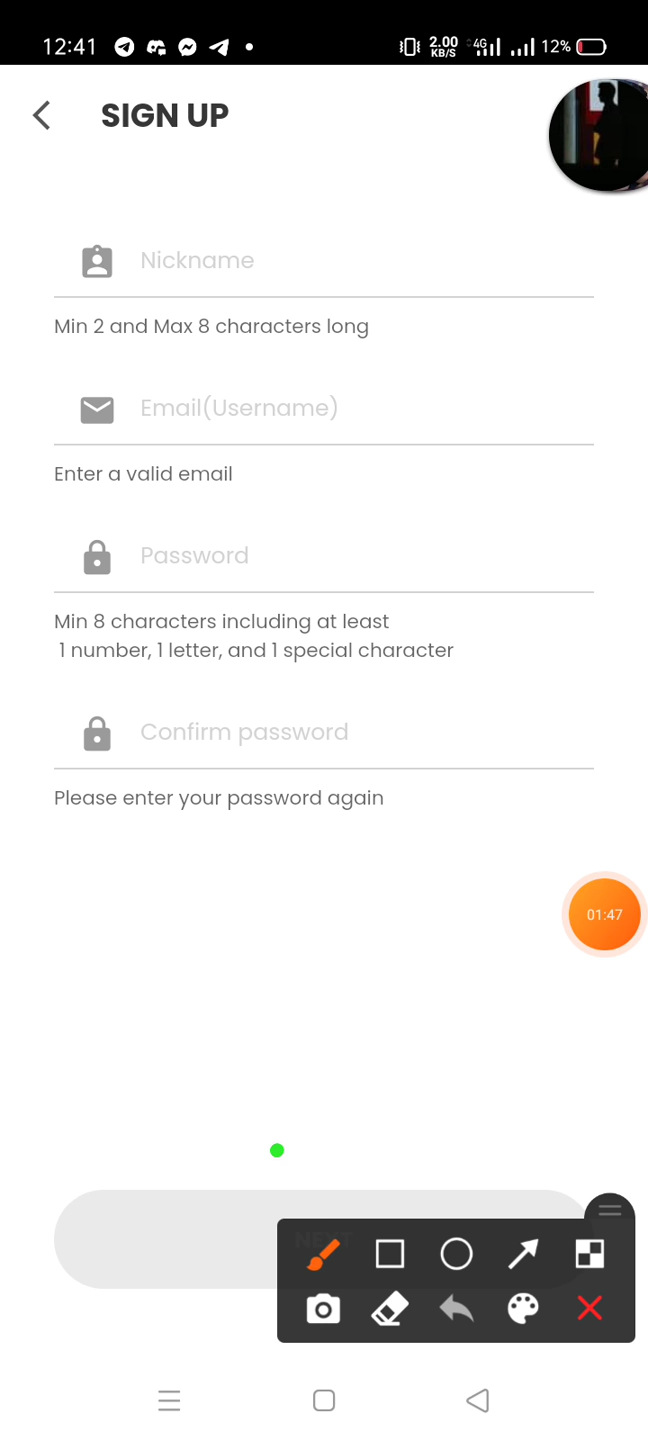 12:41
2.00
KB/S
4G
12%
SIGN UP
Nickname
Min 2 and Max 8 characters long
Email(Username)
Enter a valid email
Password
Min 8 characters including at least
1 number, 1 letter, and 1 special character
Confirm password
Please enter your password again
01:47